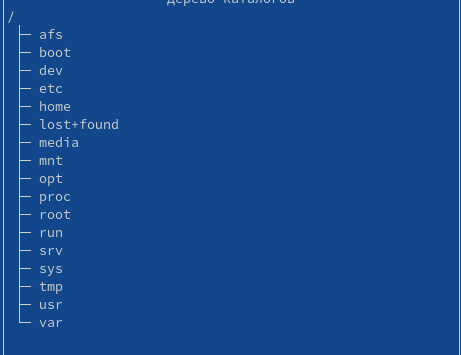 дерево каталогов
/
afs
boot
dev
etc
home
lost+found
media
mnt
opt
proc
root
run
srv
sys
tmp
usr
var